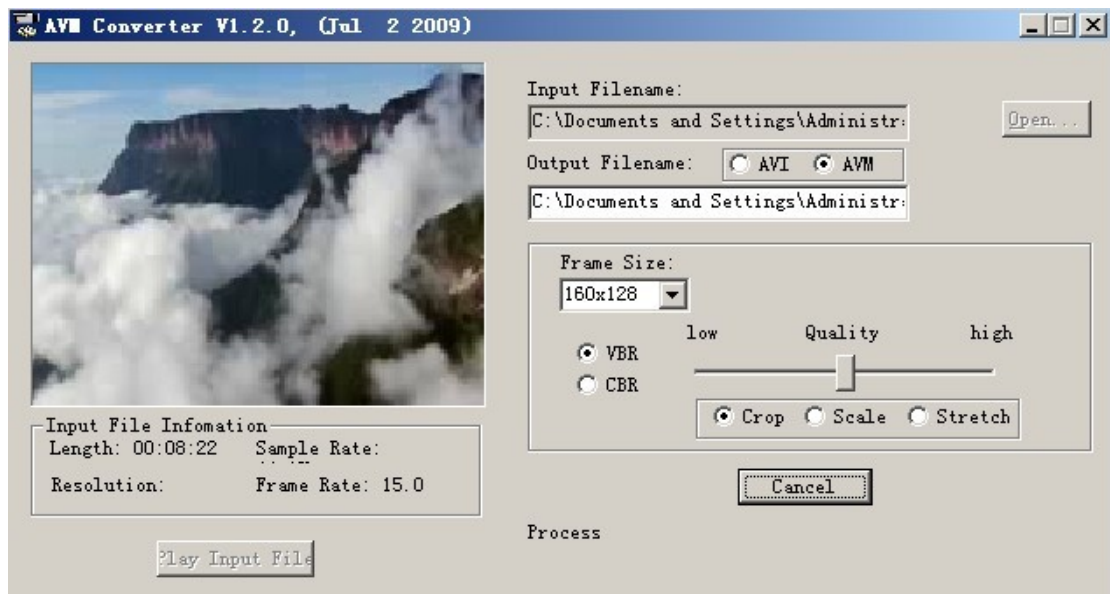 AVM Converter V1.2.0, (Jul 2 2009)
Input Filename:
C:\Documents and Settings\Administr
Open...
Output Filename:
AVI
AVM
C:\Documents and Settings\Administr
Frame Size:
160x128
low
Quality
high
VBR
CBR
Crop
Scale
Stretch
Input File Infomation
Length: 00:08:22
Sample Rate:
Resolution:
Frame Rate: 15.0
Cancel
Process
Play Input File